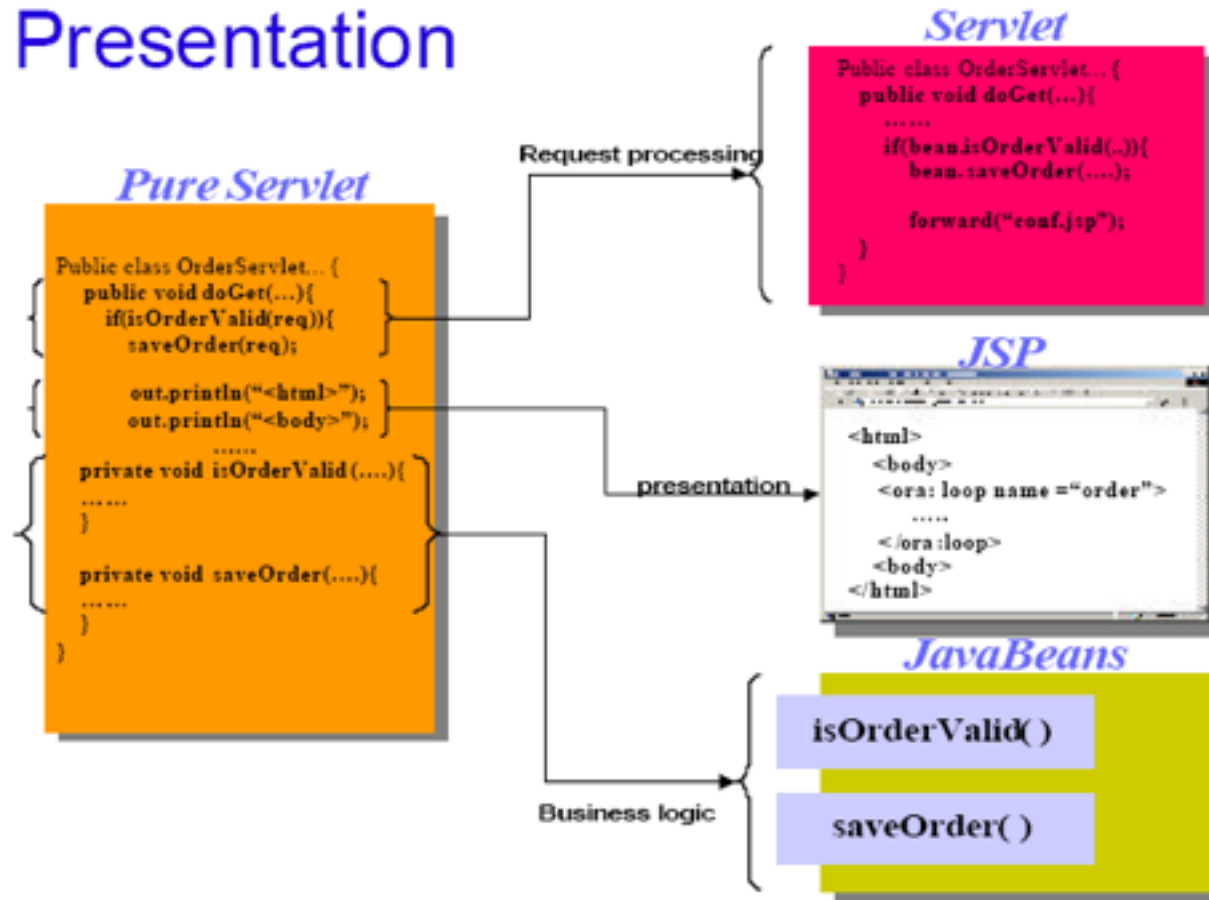 Presentation
Pure Servlet
Public class OrderServlet... {
public void doGet(...){
if(isOrderValid(req)){
saveOrder(req);
out.println(“<html>”);
out.println(“<body>”);
......
private void isOrderValid(....){
......
}
private void saveOrder(....){
......
}
}
Request processing
presentation
Business logic
Servlet
Public class OrderServlet... {
public void doGet(...){
......
if(bean.isOrderValid(..)){
bean.saveOrder(....);
forward(“conf.jsp”);
}
}
JSP
<html>
<body>
<ora: loop name =“order”>
.....
</ora:loop>
<body>
</html>
JavaBeans
isOrderValid( )
saveOrder( )